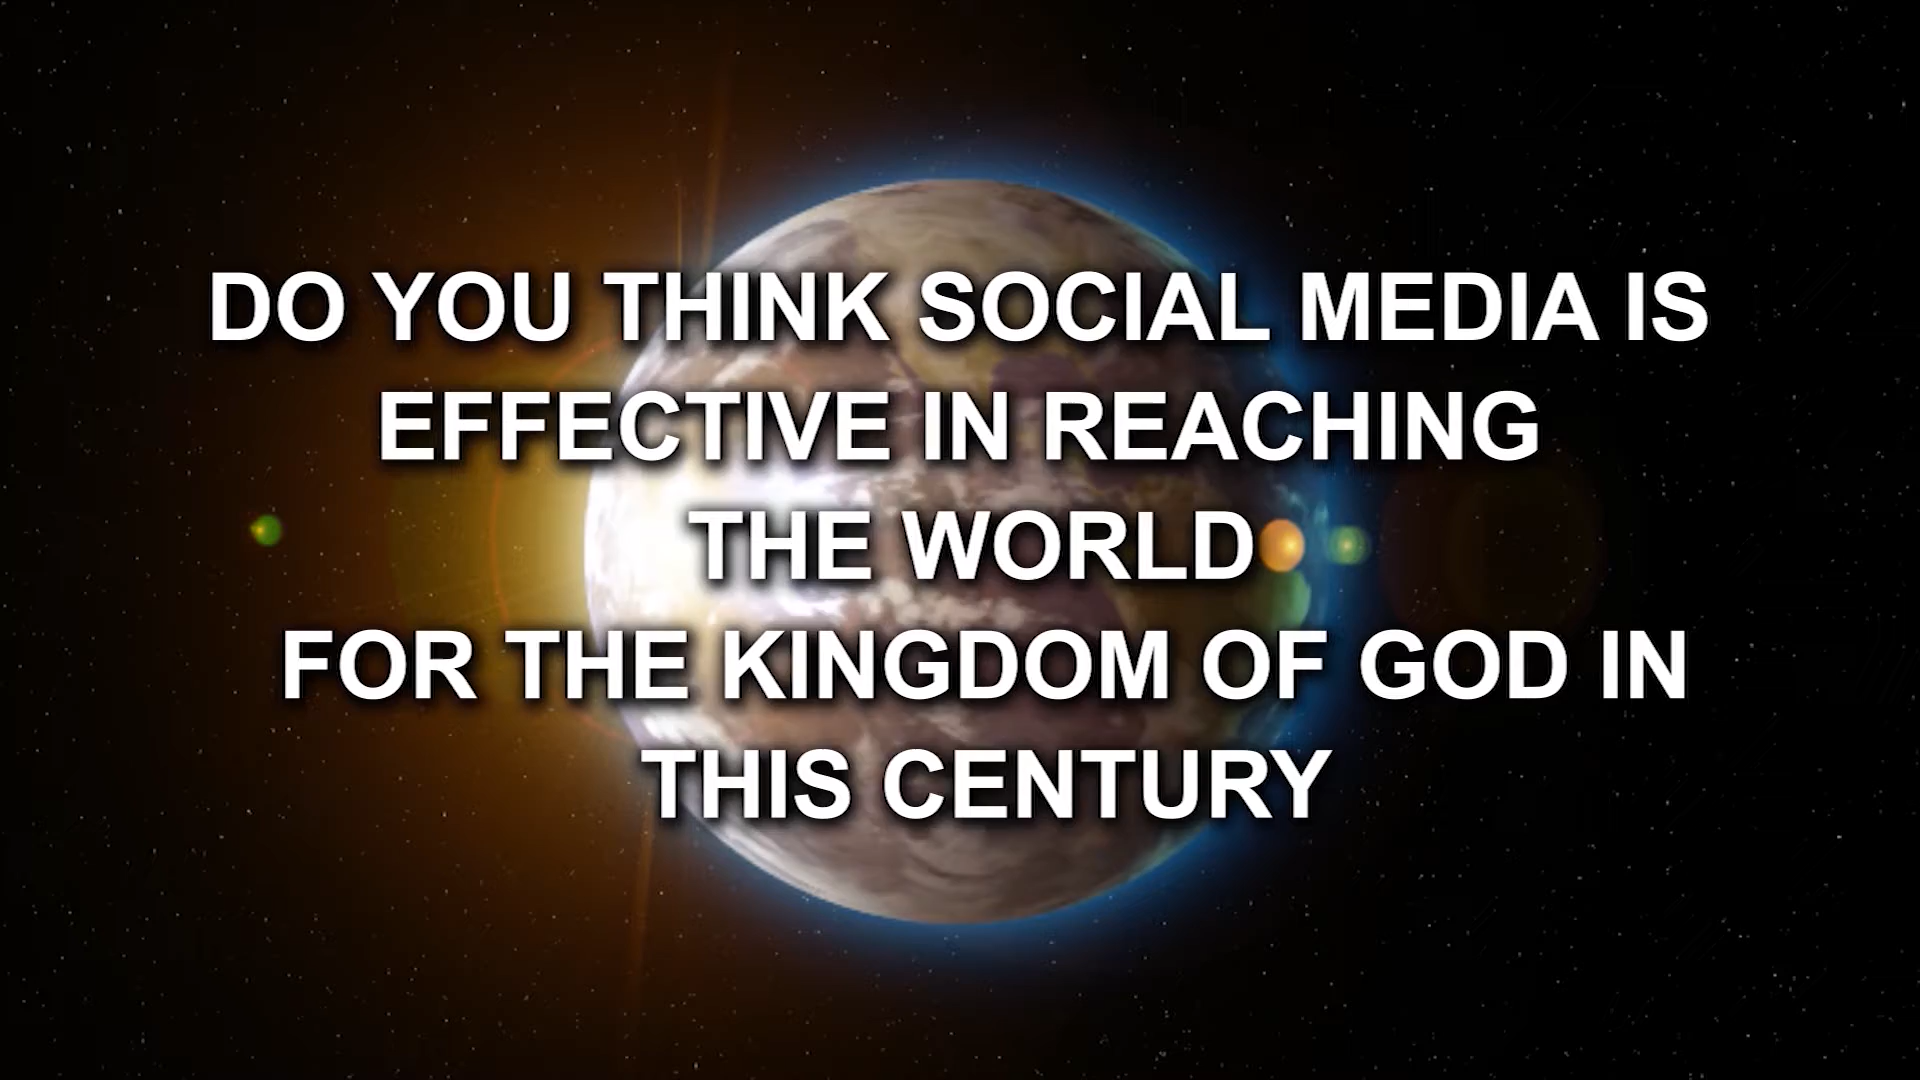 DO YOU THINK SOCIAL MEDIA IS
EFFECTIVE IN REACHING
THE WORLD
FOR THE KINGDOM OF GOD IN
THIS CENTURY